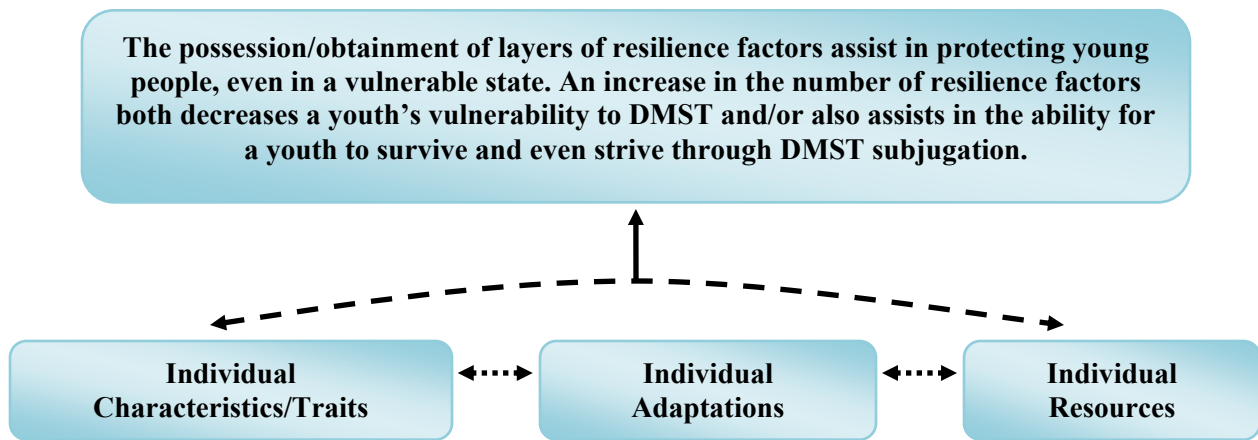 The possession/obtainment of layers of resilience factors assist in protecting young
people, even in a vulnerable state. An increase in the number of resilience factors
both decreases a youth’s vulnerability to DMST and/or also assists in the ability for
a youth to survive and even strive through DMST subjugation.
Individual
Characteristics/Traits
Individual
Adaptations
Individual
Resources